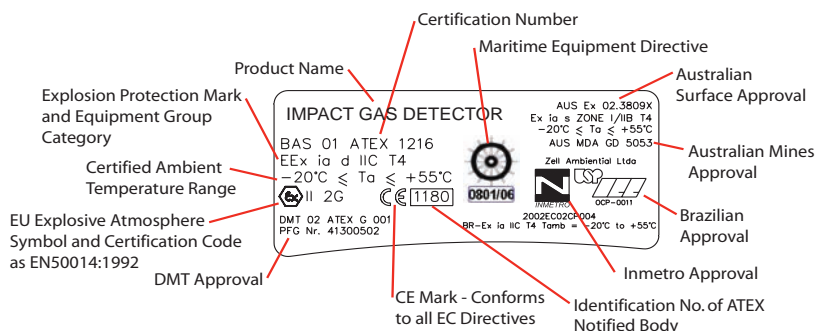 Certification Number
Maritime Equipment Directive
Product Name
Australian
Surface Approval
Explosion Protection Mark
and Equipment Group
Category
IMPACT GAS DETECTOR
AUS Ex 02.3809X
Ex ia s ZONE I/IIB T4
-20°C ≤ Ta ≤ +55°C
AUS MDA GD 5053
BAS 01 ATEX 1216
EEx ia d IIC T4
-20°C ≤ Ta ≤ +55°C
Ex II 2G
CE 1180
0801/06
Zell Ambiental Ltda
INMETRO
OCP-0011
2002EC02CP004
BR-Ex ia IIC T4 Tamb = -20°C to +55°C
DMT 02 ATEX G 001
PFG Nr. 41300502
Certified Ambient
Temperature Range
Australian Mines
Approval
EU Explosive Atmosphere
Symbol and Certification Code
as EN50014:1992
Brazilian
Approval
DMT Approval
Inmetro Approval
CE Mark - Conforms
to all EC Directives
Identification No. of ATEX
Notified Body